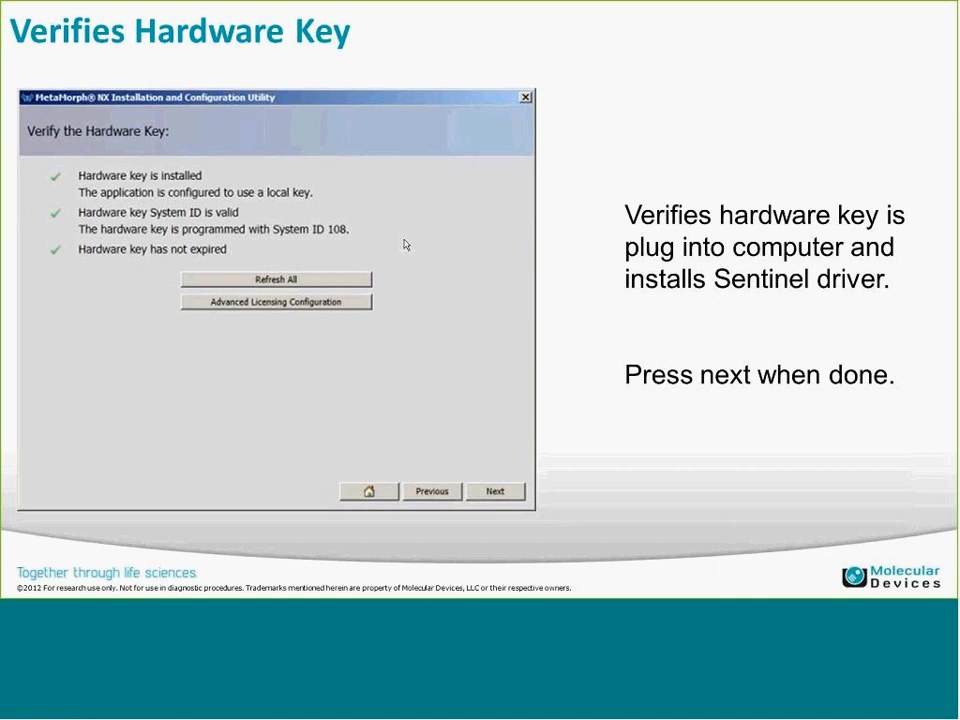 Verifies Hardware Key
MetaMorph® NX Installation and Configuration Utility
Verify the Hardware Key:
Hardware key is installed
The application is configured to use a local key.
Hardware key System ID is valid
The hardware key is programmed with System ID 108.
Hardware key has not expired
Refresh All
Advanced Licensing Configuration
Previous
Next
Verifies hardware key is
plug into computer and
installs Sentinel driver.
Press next when done.
Together through life sciences.
©2012 For research use only. Not for use in diagnostic procedures. Trademarks mentioned herein are property of Molecular Devices, LLC or their respective owners.
Molecular
Devices